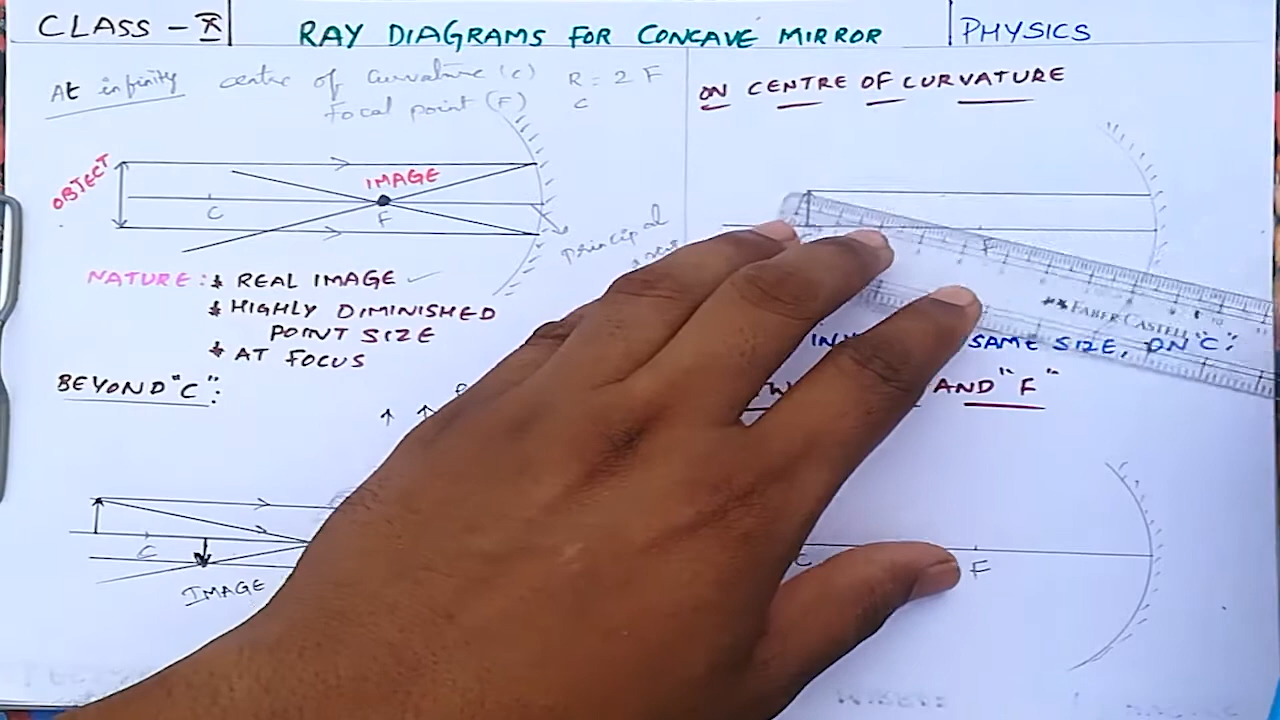 CLASS - X
RAY DIAGRAMS FOR CONCAVE MIRROR
PHYSICS
At infinity centre of curvature (C) R = 2 F
Focal point (F) C
OBJECT
IMAGE
C
F
Principal
NATURE : * REAL IMAGE
* HIGHLY DIMINISHED
POINT SIZE
* AT FOCUS
BEYOND "C":
C
IMAGE
ON CENTRE OF CURVATURE
FABER CASTELL
SAME SIZE, ON "C":
AND "F"
C
F